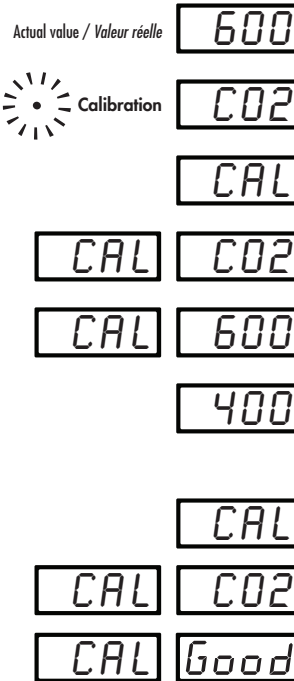 Actual value / Valeur réelle 600
Calibration CO2
CAL
CAL CO2
CAL 600
400
CAL
CAL CO2
CAL Good